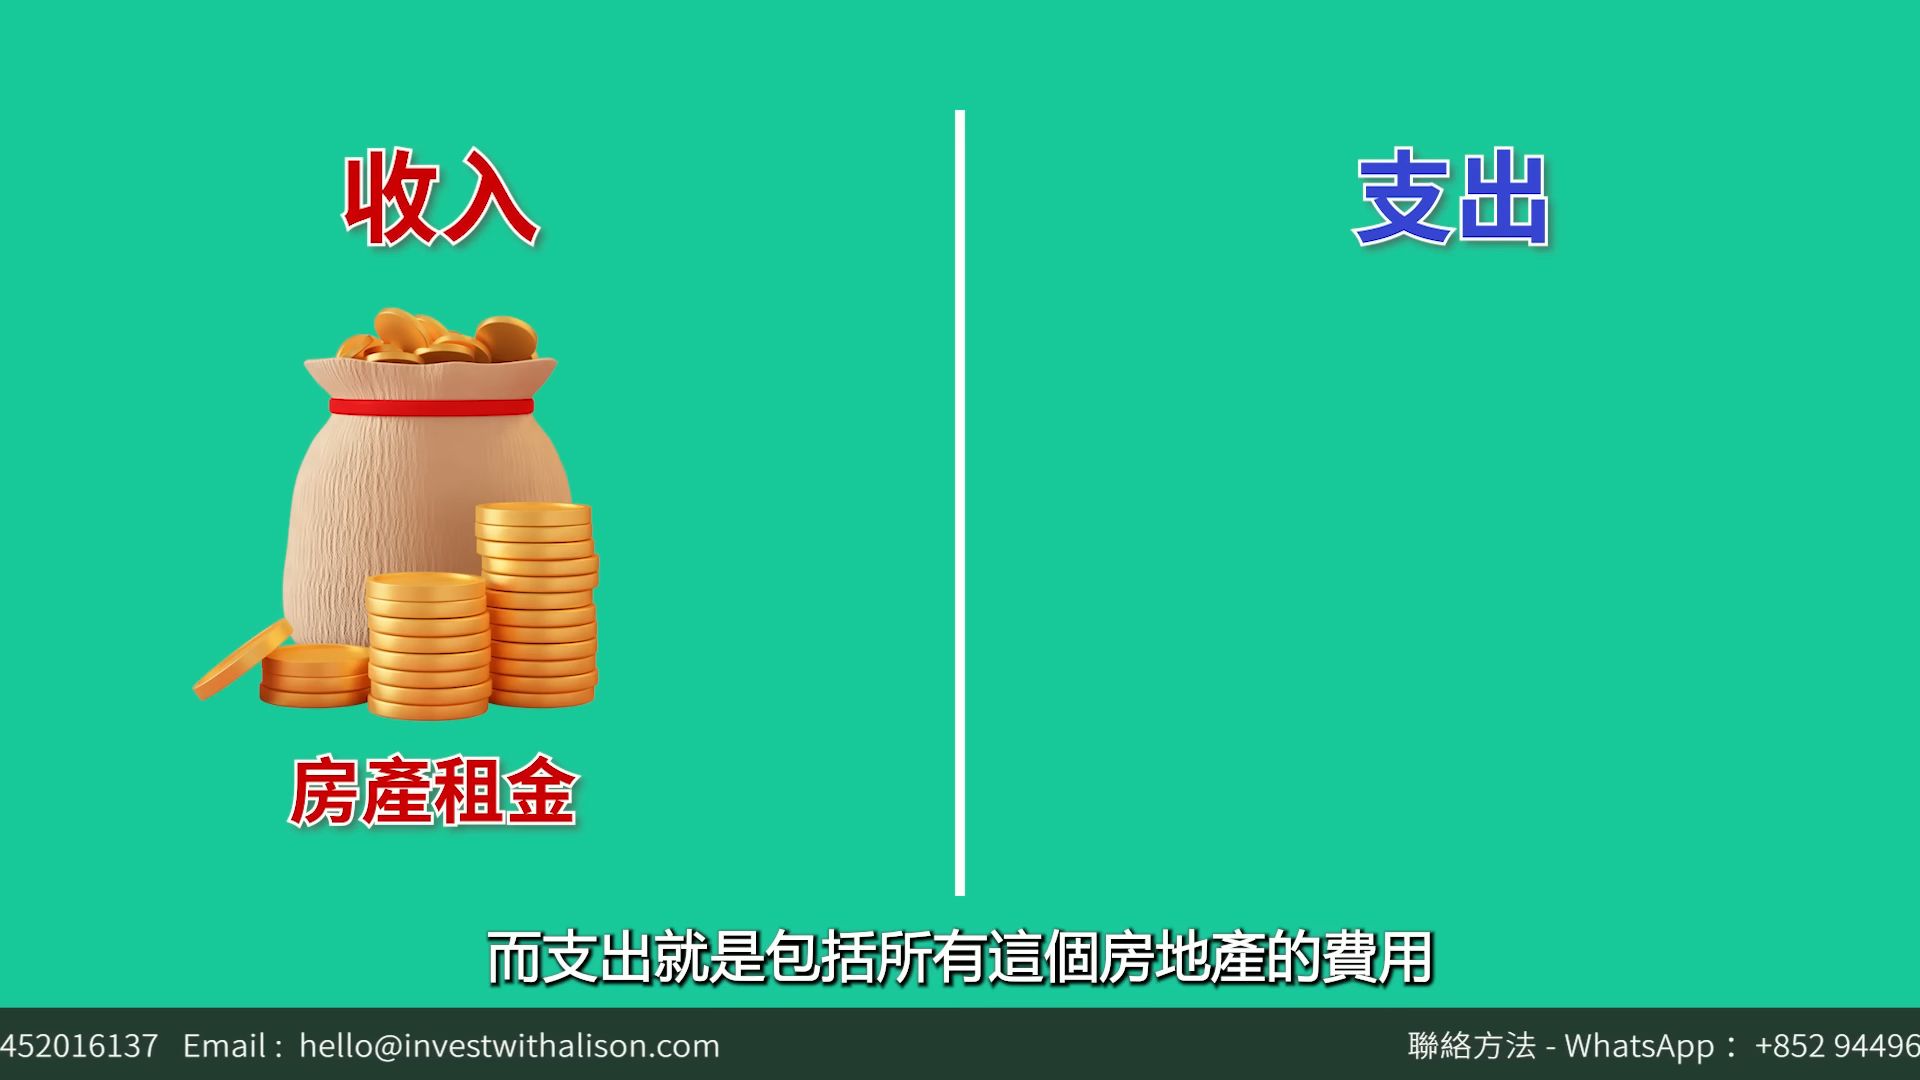 收入
支出
房產租金
而支出就是包括所有這個房地產的費用
452016137 Email : hello@investwithalison.com
聯絡方法 - WhatsApp： +852 94496